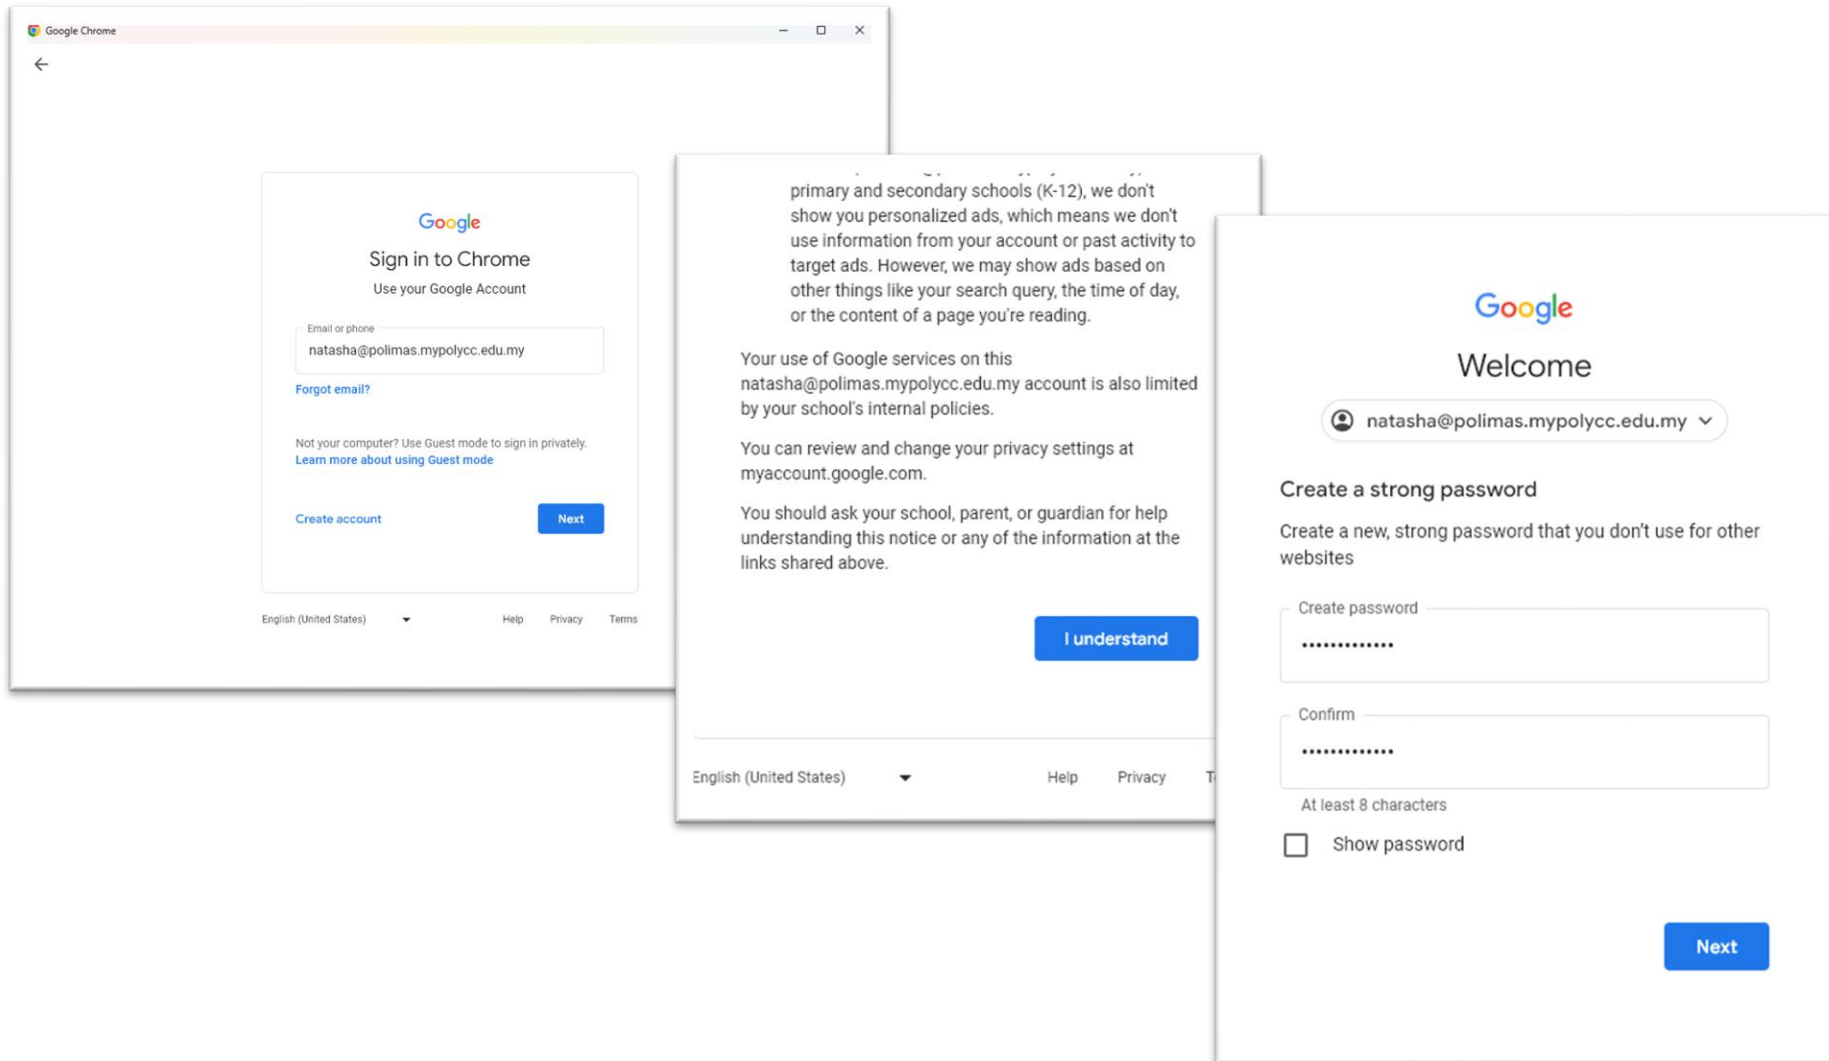 Google Chrome
Google
Sign in to Chrome
Use your Google Account
Email or phone
natasha@polimas.mypolycc.edu.my
Forgot email?
Not your computer? Use Guest mode to sign in privately.
Learn more about using Guest mode
Create account
Next
English (United States)
Help Privacy Terms
primary and secondary schools (K-12), we don't
show you personalized ads, which means we don't
use information from your account or past activity to
target ads. However, we may show ads based on
other things like your search query, the time of day,
or the content of a page you're reading.
Your use of Google services on this
natasha@polimas.mypolycc.edu.my account is also limited
by your school's internal policies.
You can review and change your privacy settings at
myaccount.google.com.
You should ask your school, parent, or guardian for help
understanding this notice or any of the information at the
links shared above.
I understand
English (United States)
Help Privacy
Google
Welcome
natasha@polimas.mypolycc.edu.my
Create a strong password
Create a new, strong password that you don't use for other
websites
Create password
•••••••••••••
Confirm
•••••••••••••
At least 8 characters
Show password
Next